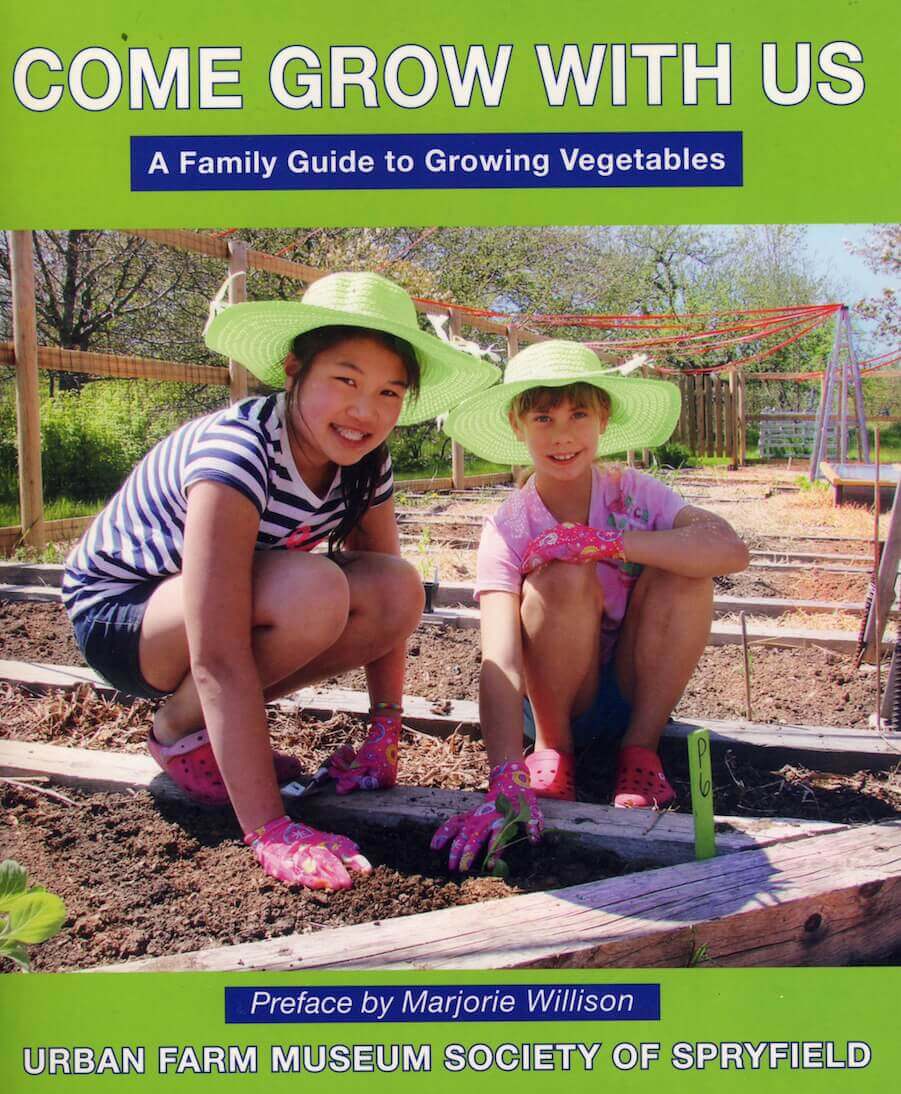 COME GROW WITH US
A Family Guide to Growing Vegetables
P6
Preface by Marjorie Willison
URBAN FARM MUSEUM SOCIETY OF SPRYFIELD